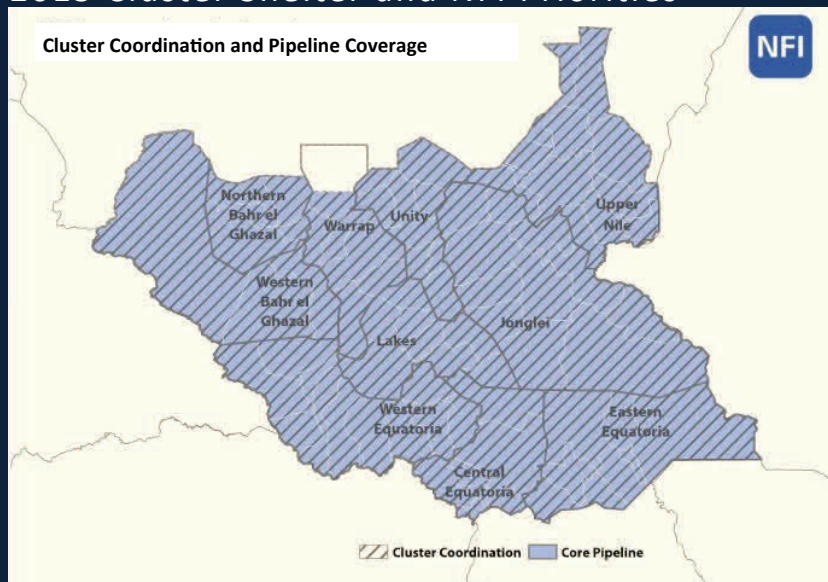 Cluster Coordination and Pipeline Coverage
NFI
Northern
Bahr el
Ghazal
Warrap
Unity
Upper
Nile
Western
Bahr el
Ghazal
Lakes
Jonglei
Western
Equatoria
Eastern
Equatoria
Central
Equatoria
Cluster Coordination
Core Pipeline